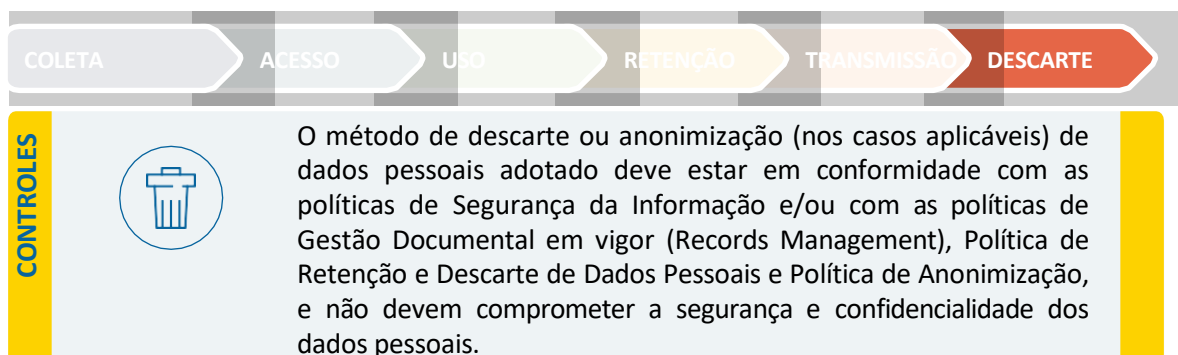 COLETA ACESSO USO RETENÇÃO TRANSMISSÃO DESCARTE
CONTROLES
O método de descarte ou anonimização (nos casos aplicáveis) de
dados pessoais adotado deve estar em conformidade com as
políticas de Segurança da Informação e/ou com as políticas de
Gestão Documental em vigor (Records Management), Política de
Retenção e Descarte de Dados Pessoais e Política de Anonimização,
e não devem comprometer a segurança e confidencialidade dos
dados pessoais.